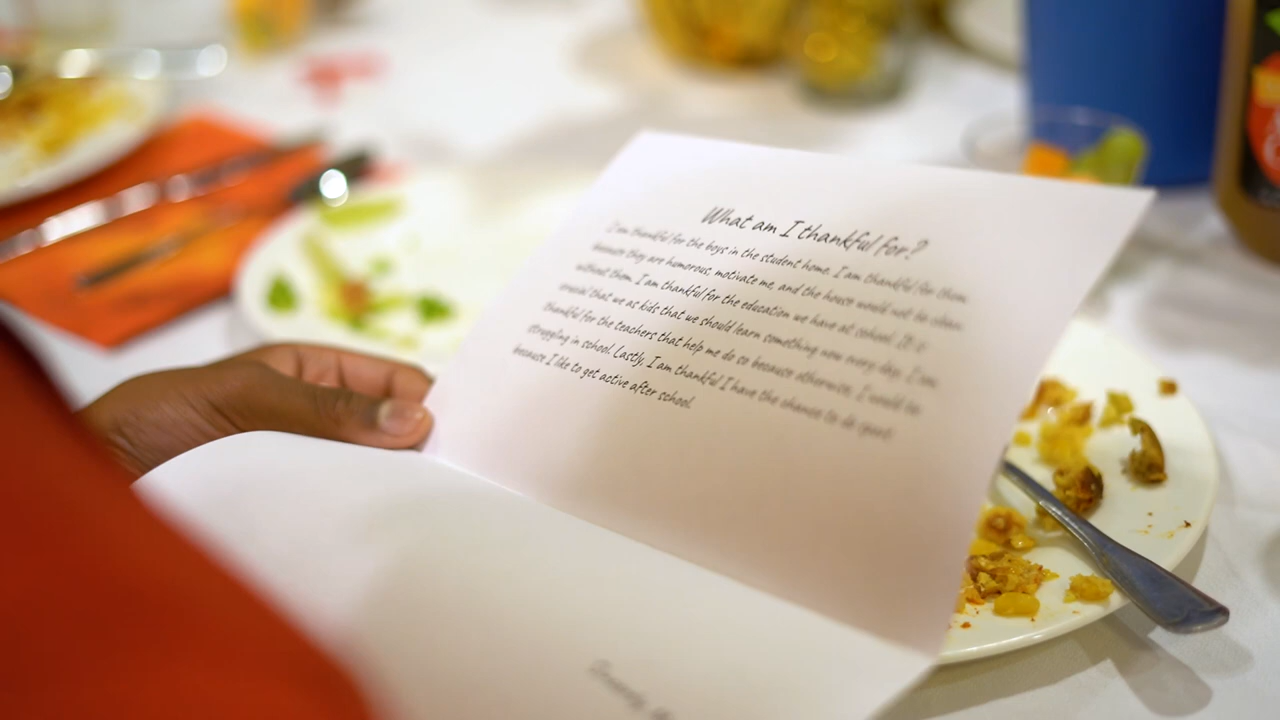 What am I thankful for?
I am thankful for the boys in the student home. I am thankful for them
because they are humorous, motivate me, and the house would not be clean
without them. I am thankful for the education we have at school. It is
crucial that we as kids that we should learn something new every day. I am
thankful for the teachers that help me do so because otherwise, I would be
struggling in school. Lastly, I am thankful I have the chance to do sport
because I like to get active after school.